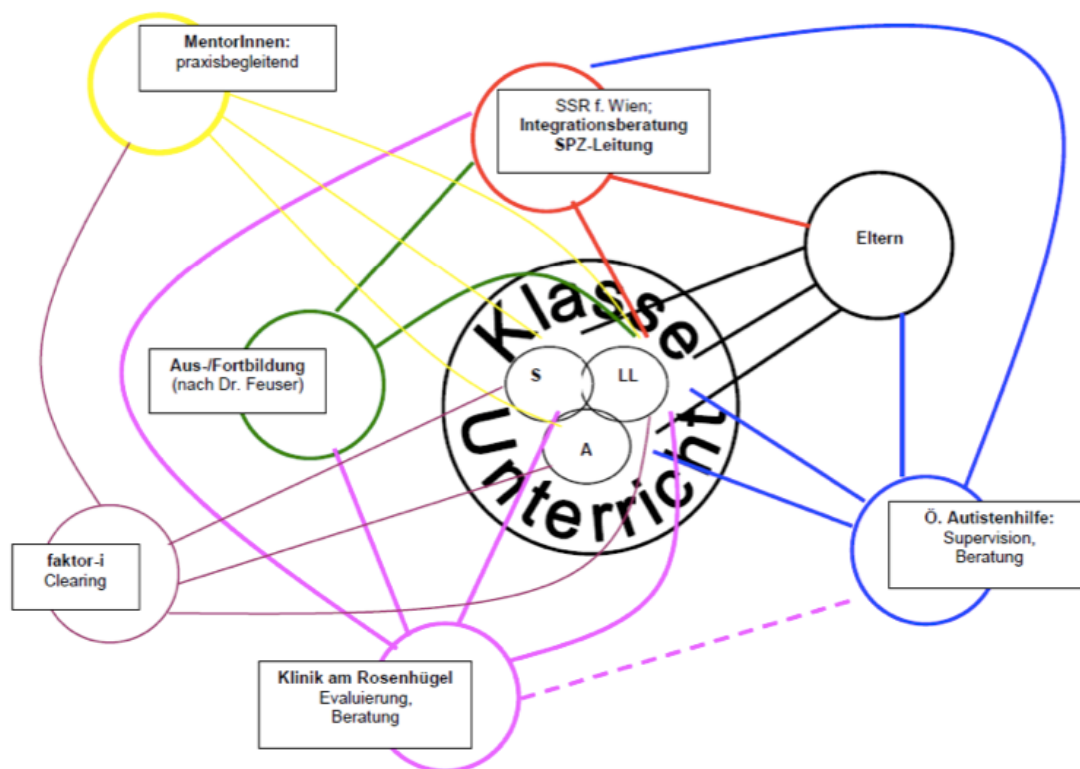 MentorInnen:
praxisbegleitend
SSR f. Wien;
Integrationsberatung
SPZ-Leitung
Eltern
Klasse
S
LL
A
Unterricht
Aus-/Fortbildung
(nach Dr. Feuser)
faktor-i
Clearing
Ö. Autistenhilfe:
Supervision,
Beratung
Klinik am Rosenhügel
Evaluierung,
Beratung